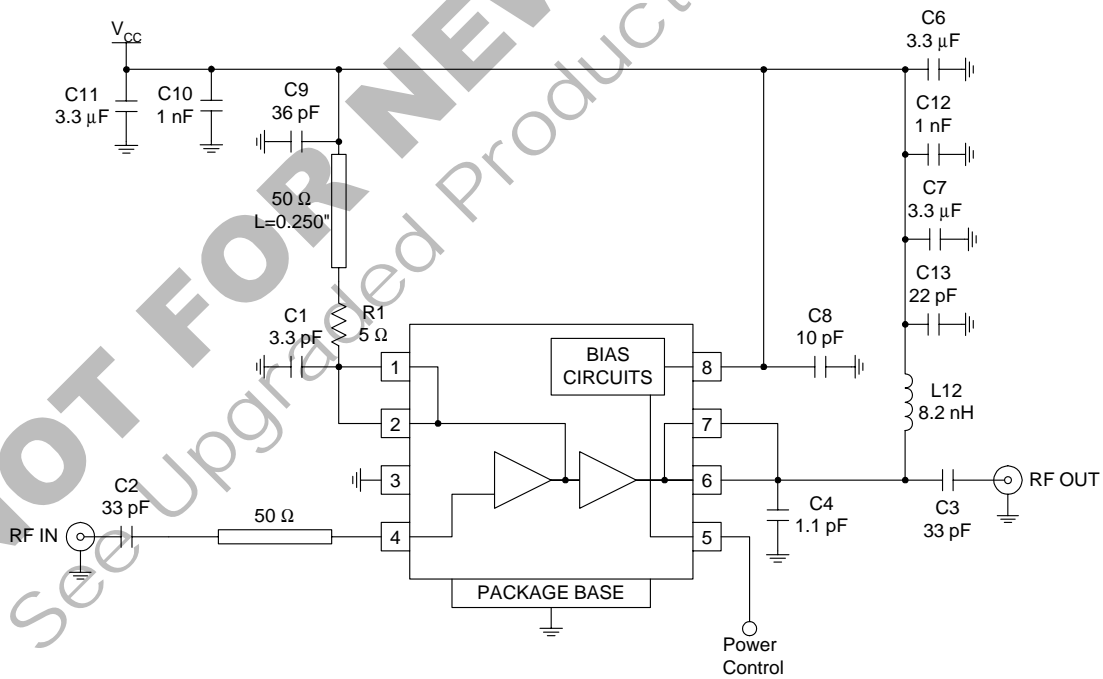 NOT FOR NEW
See Upgraded Product
V_CC
C11
3.3 μF
C10
1 nF
C9
36 pF
C6
3.3 μF
C12
1 nF
C7
3.3 μF
C13
22 pF
50 Ω
L=0.250"
C1
3.3 pF
R1
5 Ω
C8
10 pF
L12
8.2 nH
BIAS
CIRCUITS
1
2
3
4
8
7
6
5
C2
33 pF
50 Ω
RF IN
C4
1.1 pF
C3
33 pF
RF OUT
PACKAGE BASE
Power
Control